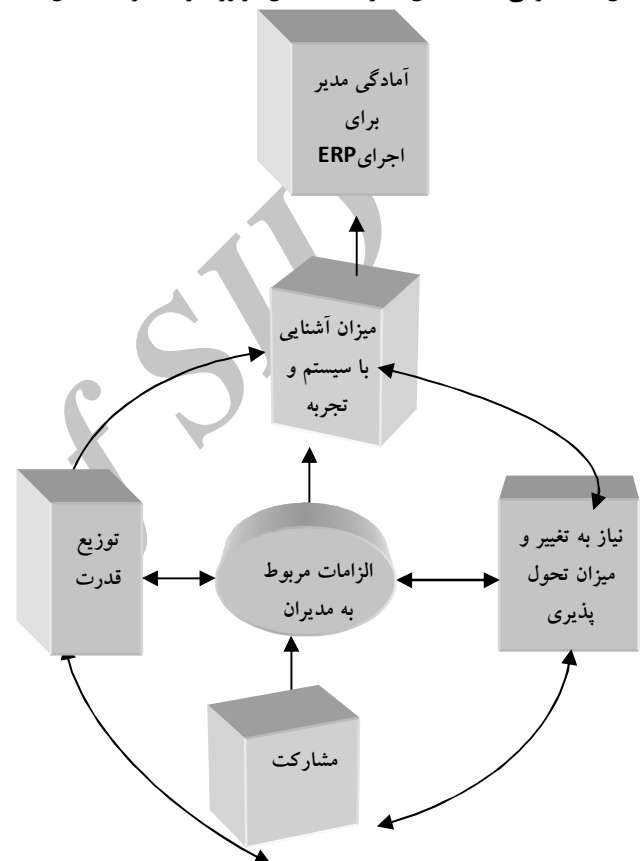 آمادگی مدیر
برای
اجرایERP
میزان آشنایی
با سیستم و
تجربه
توزیع
قدرت
الزامات مربوط
به مدیران
نیاز به تغییر و
میزان تحول
پذیری
مشارکت
f SID